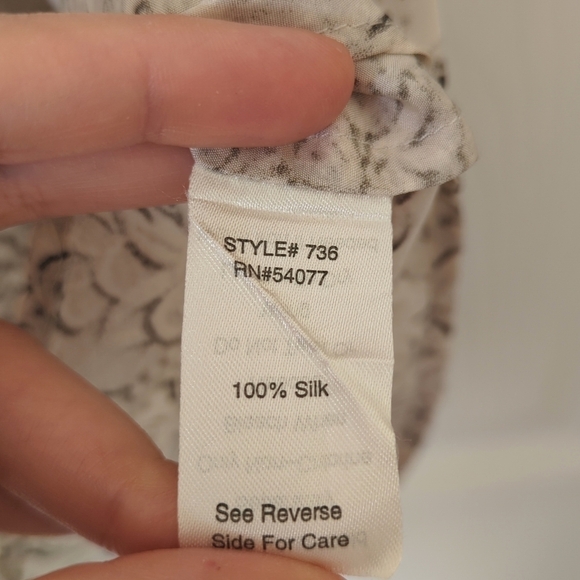 STYLE# 736
RN#54077
100% Silk
See Reverse
Side For Care